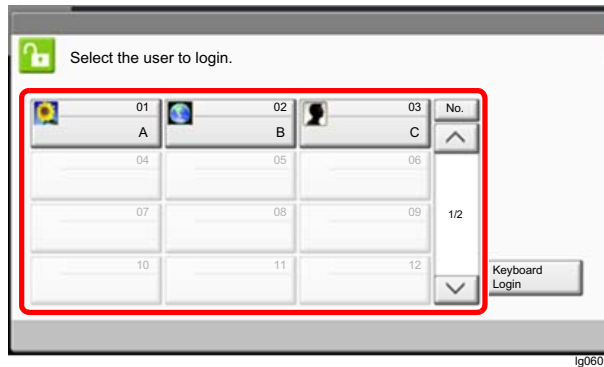 Select the user to login.
01 02 03 No.
A B C
04 05 06
07 08 09 1/2
10 11 12
Keyboard
Login
lg060